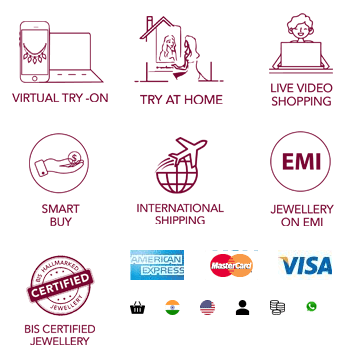 VIRTUAL TRY -ON
TRY AT HOME
LIVE VIDEO
SHOPPING
SMART
BUY
INTERNATIONAL
SHIPPING
EMI
JEWELLERY
ON EMI
BIS HALLMARKED
CERTIFIED
JEWELLERY
BIS CERTIFIED
JEWELLERY
AMERICAN
EXPRESS
MasterCard
VISA